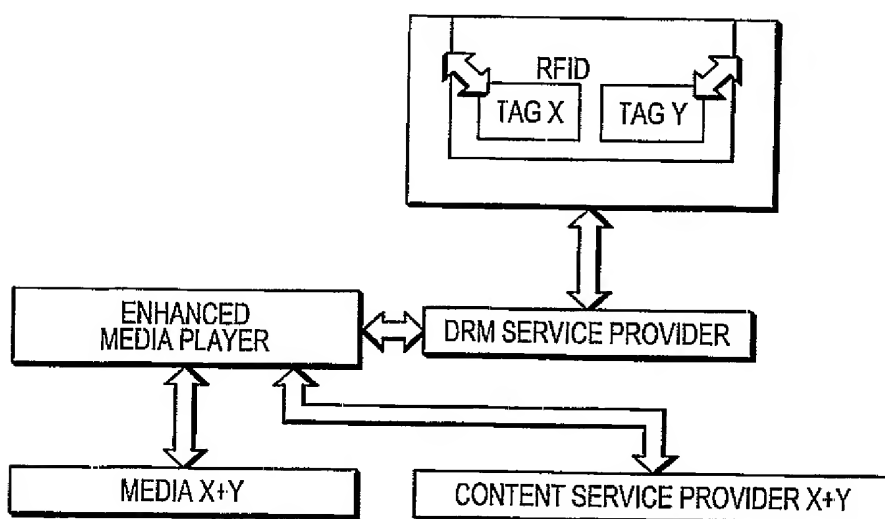 RFID
TAG X
TAG Y
ENHANCED
MEDIA PLAYER
DRM SERVICE PROVIDER
MEDIA X+Y
CONTENT SERVICE PROVIDER X+Y